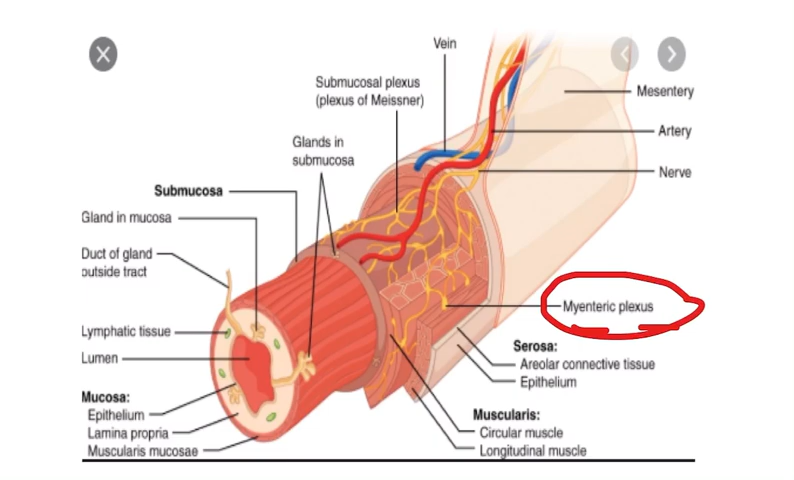 Vein
Submucosal plexus
(plexus of Meissner)
Mesentery
Glands in
submucosa
Artery
Nerve
Submucosa
Gland in mucosa
Duct of gland
outside tract
Myenteric plexus
Lymphatic tissue
Lumen
Serosa:
Areolar connective tissue
Epithelium
Mucosa:
Epithelium
Lamina propria
Muscularis mucosae
Muscularis:
Circular muscle
Longitudinal muscle